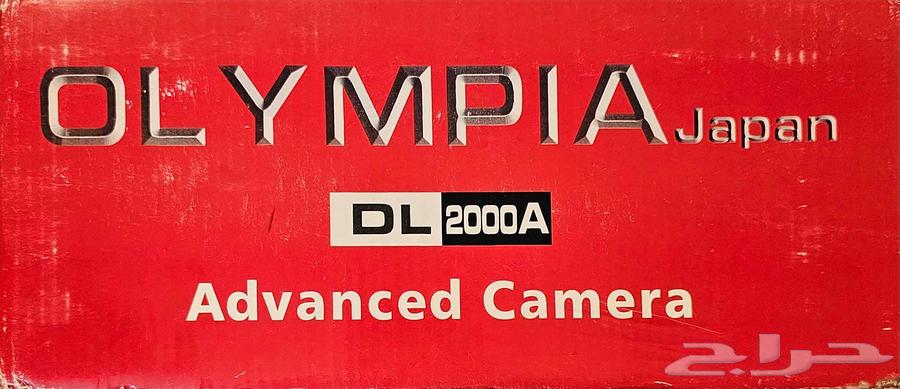 OLYMPIA Japan
DL 2000A
Advanced Camera
حراج